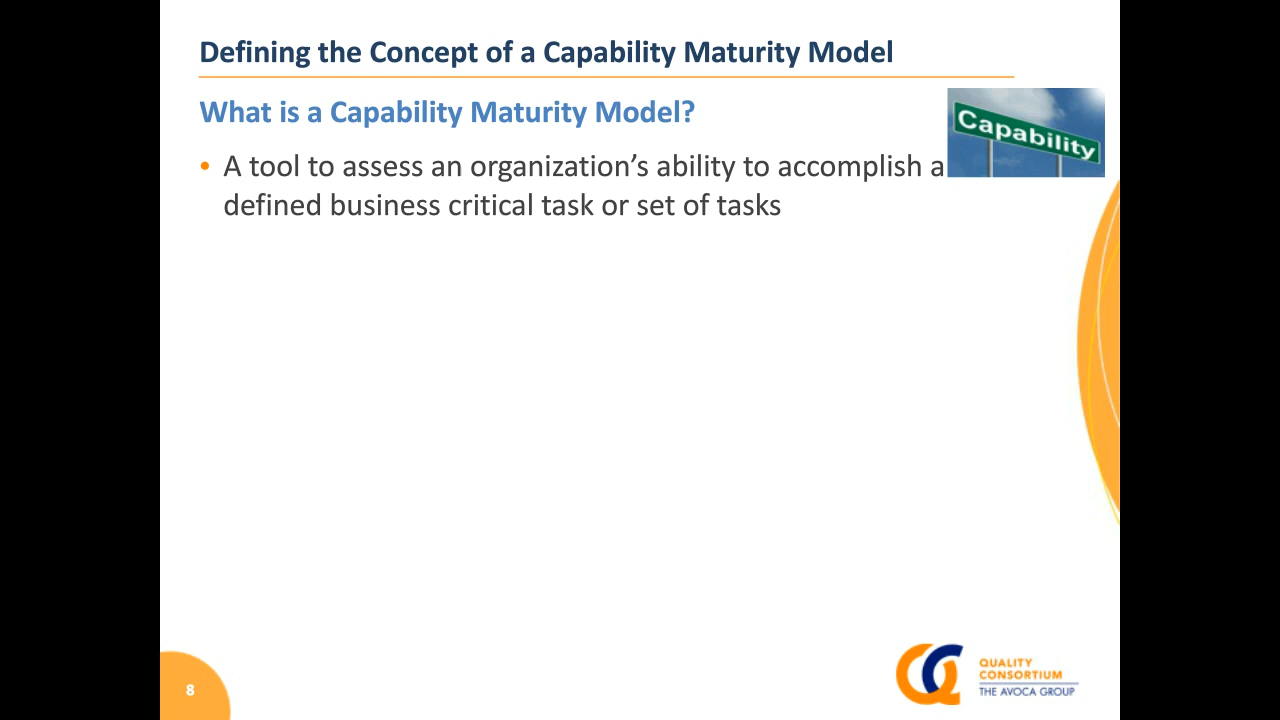 Defining the Concept of a Capability Maturity Model
What is a Capability Maturity Model?
Capability
• A tool to assess an organization’s ability to accomplish a
defined business critical task or set of tasks
8
QUALITY
CONSORTIUM
THE AVOCA GROUP